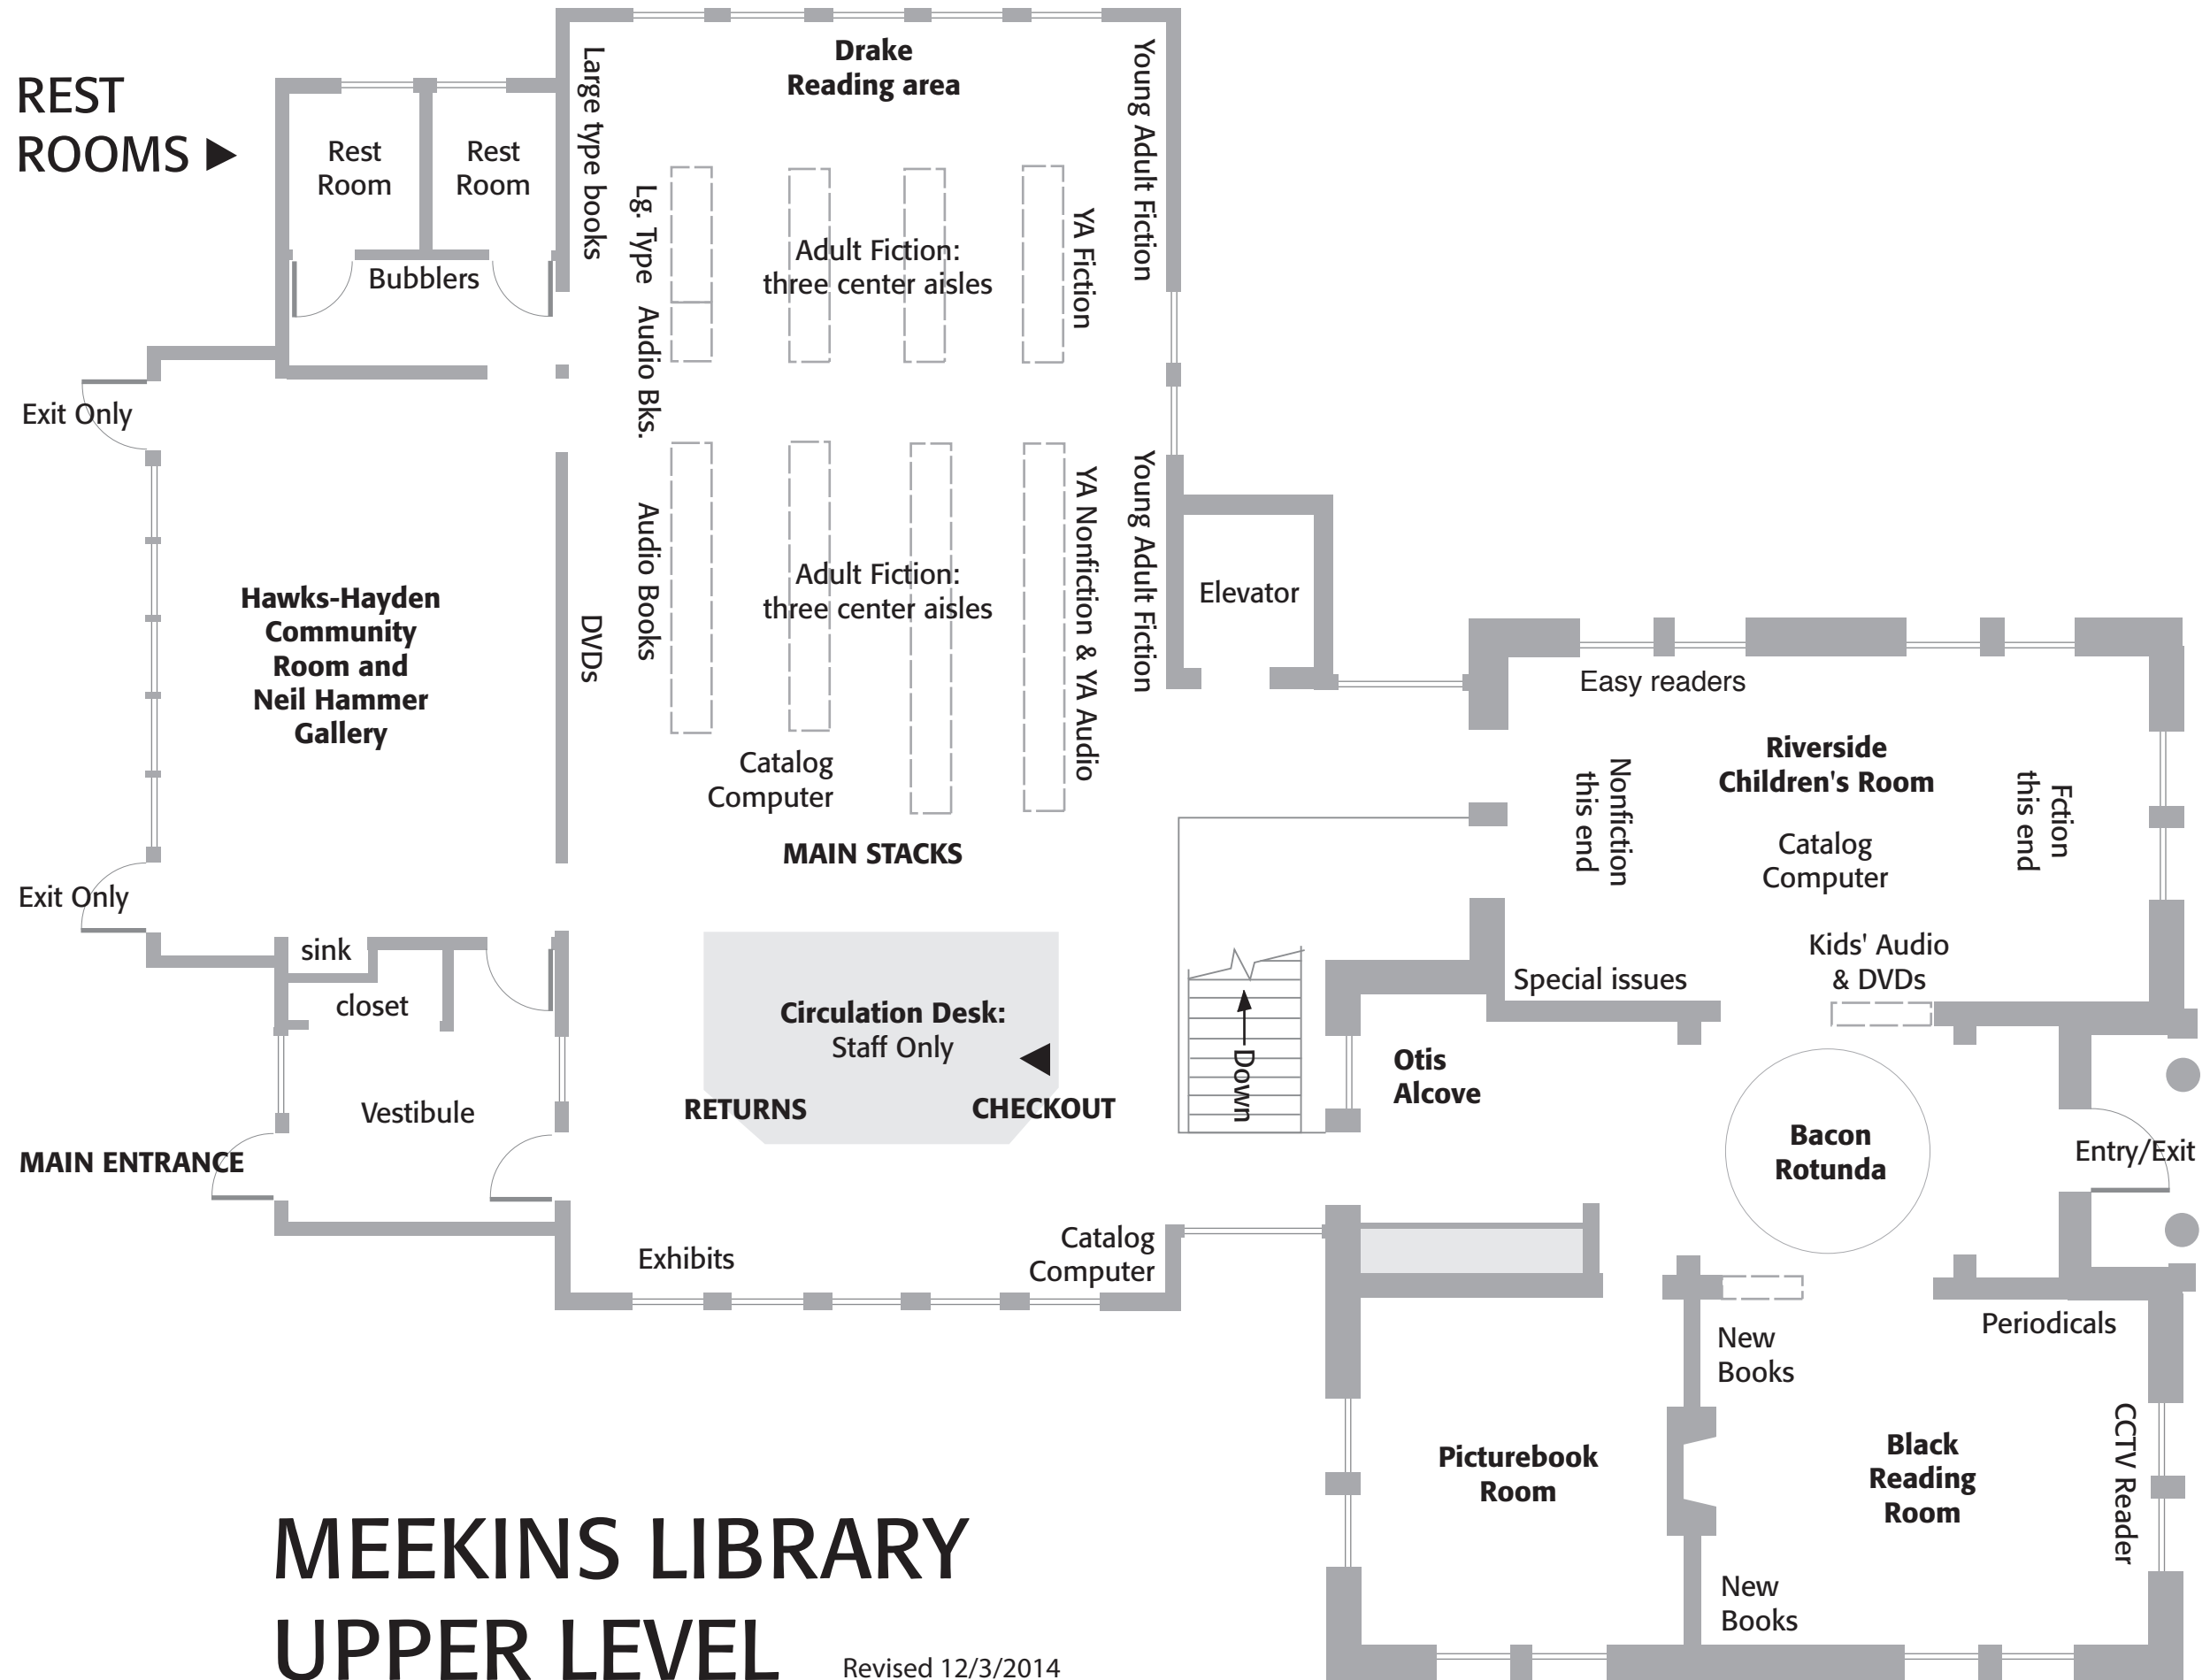 REST
ROOMS
Rest
Room
Rest
Room
Bubblers
Exit Only
Hawks-Hayden
Community
Room and
Neil Hammer
Gallery
Exit Only
sink
closet
Vestibule
MAIN ENTRANCE
Large type books
Lg. Type
Audio Bks.
Audio Books
DVDs
Drake
Reading area
Adult Fiction:
three center aisles
YA Fiction
Young Adult Fiction
Adult Fiction:
three center aisles
YA Nonfiction & YA Audio
Young Adult Fiction
Catalog
Computer
MAIN STACKS
Elevator
Circulation Desk:
Staff Only
RETURNS
CHECKOUT
Exhibits
Catalog
Computer
Down
Easy readers
Riverside
Children's Room
Nonfiction
this end
Fction
this end
Catalog
Computer
Kids' Audio
& DVDs
Special issues
Otis
Alcove
Bacon
Rotunda
Entry/Exit
Periodicals
New
Books
Picturebook
Room
Black
Reading
Room
CCTV Reader
New
Books
MEEKINS LIBRARY
UPPER LEVEL
Revised 12/3/2014